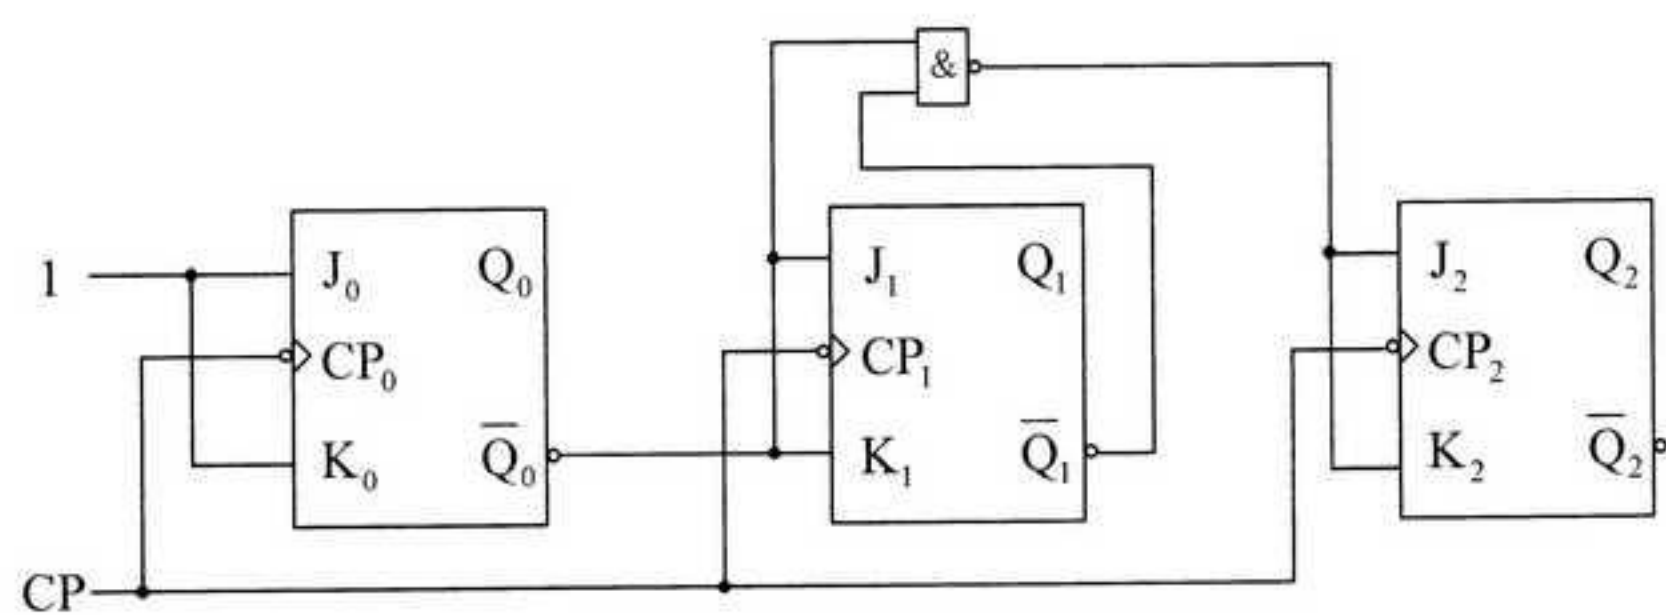 &
1
J₀ Q₀
CP₀
K₀ Q̅₀
J₁ Q₁
CP₁
K₁ Q̅₁
J₂ Q₂
CP₂
K₂ Q̅₂
CP